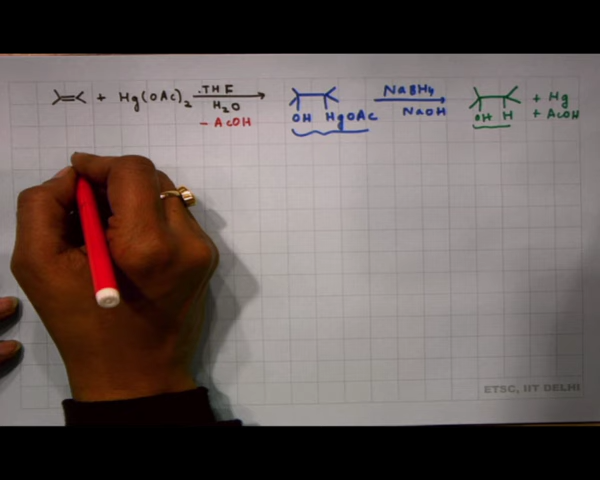 >=< + Hg(OAc)2 THF H2O - AcOH
OH HgOAc
NaBH4 NaOH
OH H + Hg + AcOH
ETSC, IIT DELHI